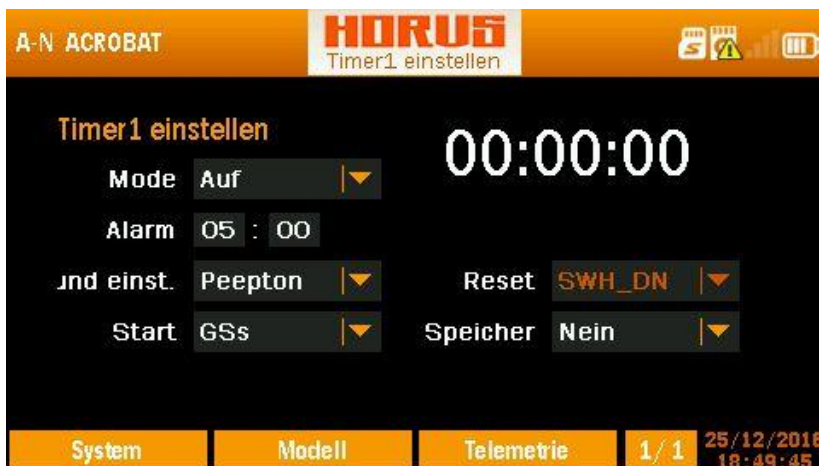 A-N ACROBAT
HORUS
Timer1 einstellen
Timer1 einstellen
00:00:00
Mode Auf
Alarm 05 : 00
und einst. Peepton
Reset SWH_DN
Start GSs
Speicher Nein
System Modell Telemetrie 1/1
25/12/2016
18:49:45